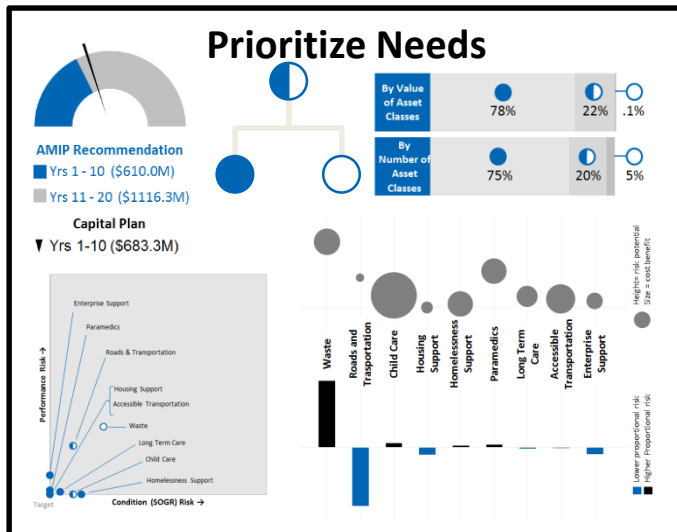 Prioritize Needs
AMIP Recommendation
Yrs 1 - 10 ($610.0M)
Yrs 11 - 20 ($1116.3M)
Capital Plan
Yrs 1-10 ($683.3M)
By Value
of Asset
Classes
78%
22%
.1%
By
Number of
Asset
Classes
75%
20%
5%
Performance Risk →
Enterprise Support
Paramedics
Roads & Transportation
Housing Support
Accessible Transportation
Waste
Long Term Care
Child Care
Homelessness Support
Target
Condition (SOGR) Risk →
Waste
Roads and
Trasportation
Child Care
Housing
Support
Homelessness
Support
Paramedics
Long Term
Care
Accessible
Transportation
Enterprise
Support
Height= risk potential
Size = cost benefit
Lower proportional risk:
Higher Proportional risk: